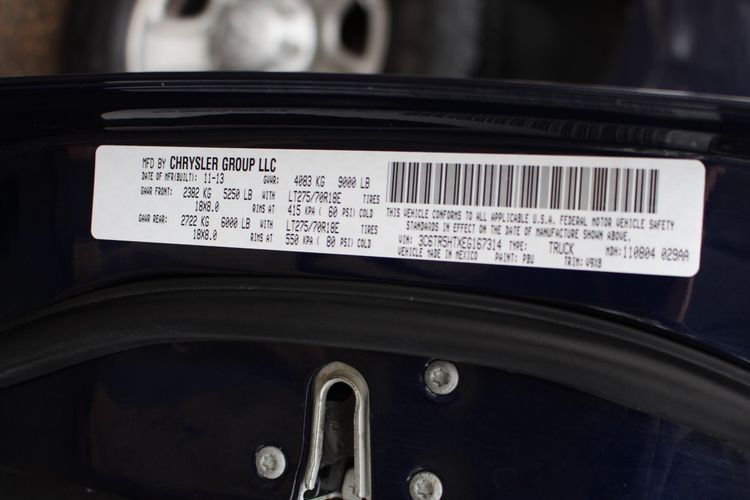 MFD BY CHRYSLER GROUP LLC
DATE OF MFR(BUILT): 11-13 GVWR: 4083 KG 9000 LB
GAWR FRONT: 2382 KG 5250 LB WITH LT275/70R18E TIRES
18X8.0 RIMS AT 415 KPA ( 60 PSI) COLD
GAWR REAR: 2722 KG 6000 LB WITH LT275/70R18E TIRES
18X8.0 RIMS AT 550 KPA ( 80 PSI) COLD
THIS VEHICLE CONFORMS TO ALL APPLICABLE U.S.A. FEDERAL MOTOR VEHICLE SAFETY
STANDARDS IN EFFECT ON THE DATE OF MANUFACTURE SHOWN ABOVE.
VIN: 3C6TR5HTXEG167314 TYPE: TRUCK MDH: 110804 029AA
VEHICLE MADE IN MEXICO PAINT: PBU TRIM: V9X8